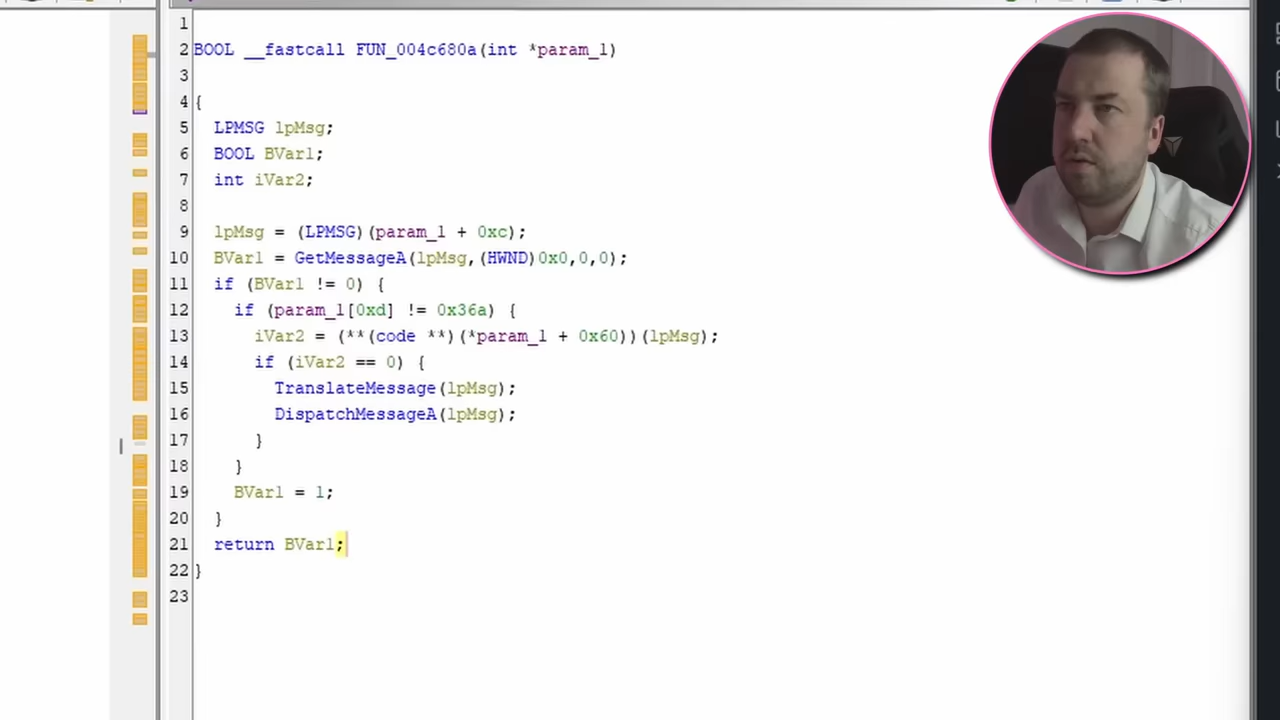 1
2 BOOL __fastcall FUN_004c680a(int *param_1)
3
4 {
5 LPMSG lpMsg;
6 BOOL BVar1;
7 int iVar2;
8
9 lpMsg = (LPMSG)(param_1 + 0xc);
10 BVar1 = GetMessageA(lpMsg,(HWND)0x0,0,0);
11 if (BVar1 != 0) {
12 if (param_1[0xd] != 0x36a) {
13 iVar2 = (**(code **)(*param_1 + 0x60))(lpMsg);
14 if (iVar2 == 0) {
15 TranslateMessage(lpMsg);
16 DispatchMessageA(lpMsg);
17 }
18 }
19 BVar1 = 1;
20 }
21 return BVar1;
22 }
23